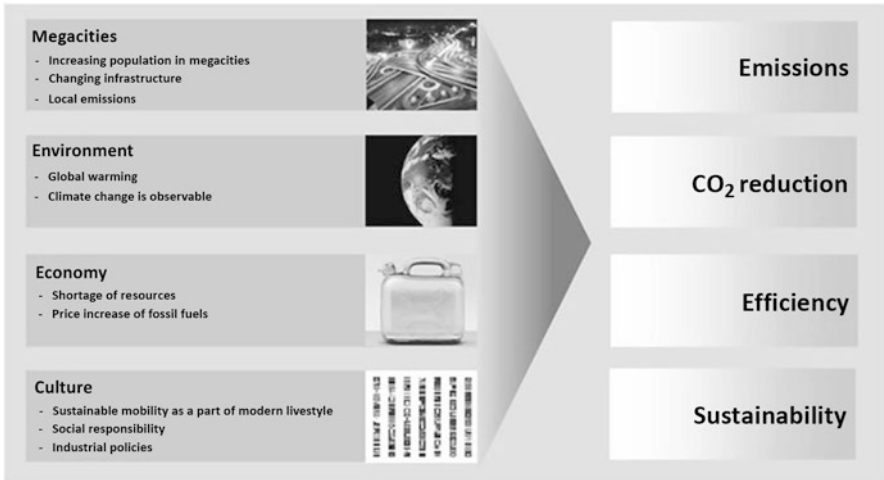 Megacities
- Increasing population in megacities
- Changing infrastructure
- Local emissions
Environment
- Global warming
- Climate change is observable
Economy
- Shortage of resources
- Price increase of fossil fuels
Culture
- Sustainable mobility as a part of modern livestyle
- Social responsibility
- Industrial policies
Emissions
CO₂ reduction
Efficiency
Sustainability